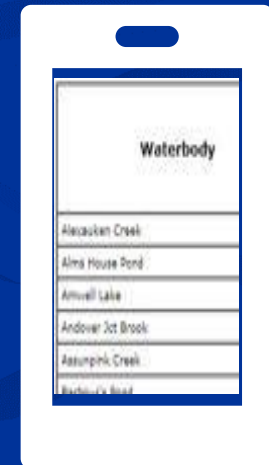 Waterbody
Alexauken Creek
Alms House Pond
Amwell Lake
Andover Jct Brook
Assunpink Creek